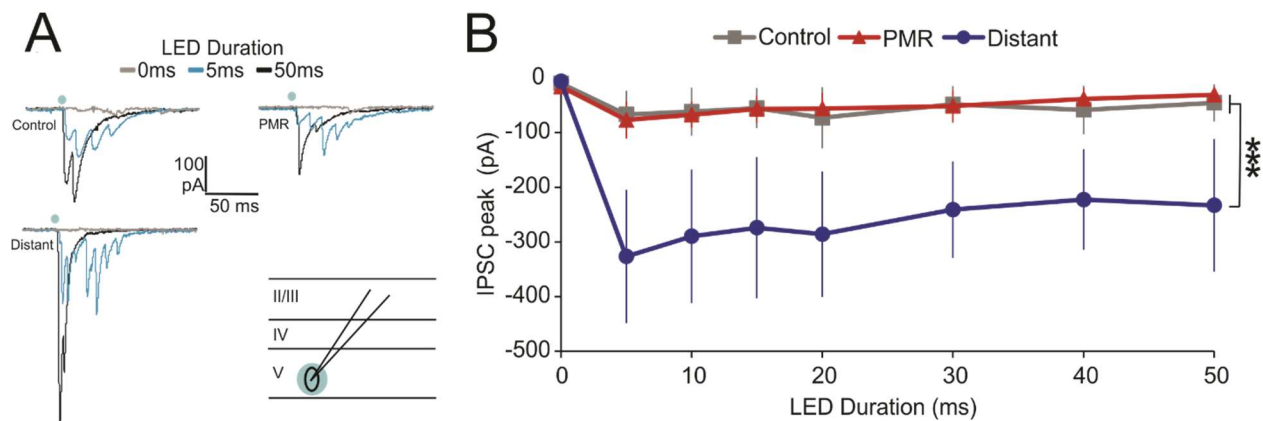 A
LED Duration
0ms 5ms 50ms
Control
PMR
100
pA
50 ms
Distant
II/III
IV
V
B
Control PMR Distant
0
-100
-200
-300
-400
-500
IPSC peak (pA)
0 10 20 30 40 50
LED Duration (ms)
***